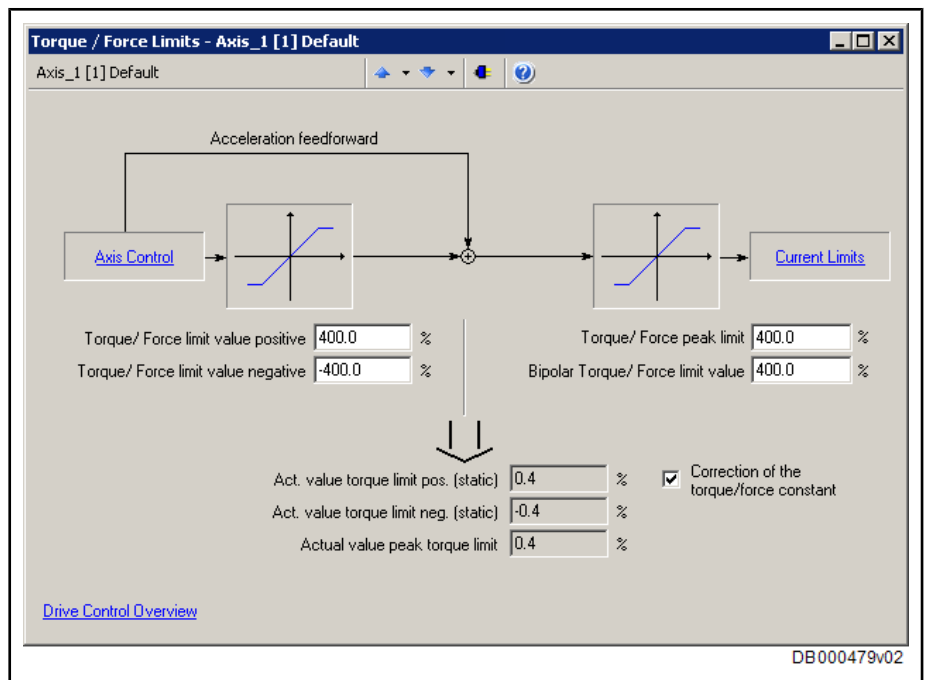 Torque / Force Limits - Axis_1 [1] Default
Axis_1 [1] Default
Acceleration feedforward
Axis Control
Current Limits
Torque/ Force limit value positive 400.0 %
Torque/ Force peak limit 400.0 %
Torque/ Force limit value negative -400.0 %
Bipolar Torque/ Force limit value 400.0 %
Act. value torque limit pos. (static) 0.4 %
Correction of the
torque/force constant
Act. value torque limit neg. (static) -0.4 %
Actual value peak torque limit 0.4 %
Drive Control Overview
DB000479v02